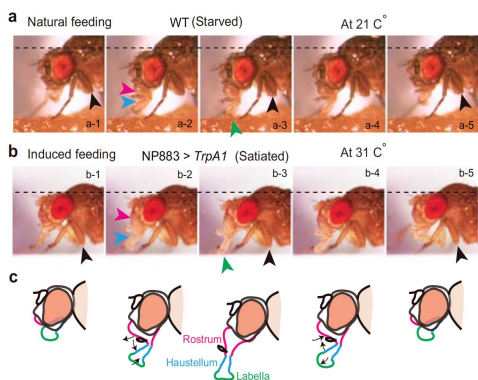 a Natural feeding WT (Starved) At 21 C°
a-1 a-2 a-3 a-4 a-5
b Induced feeding NP883 > TrpA1 (Satiated) At 31 C°
b-1 b-2 b-3 b-4 b-5
c
Rostrum
Haustellum
Labella